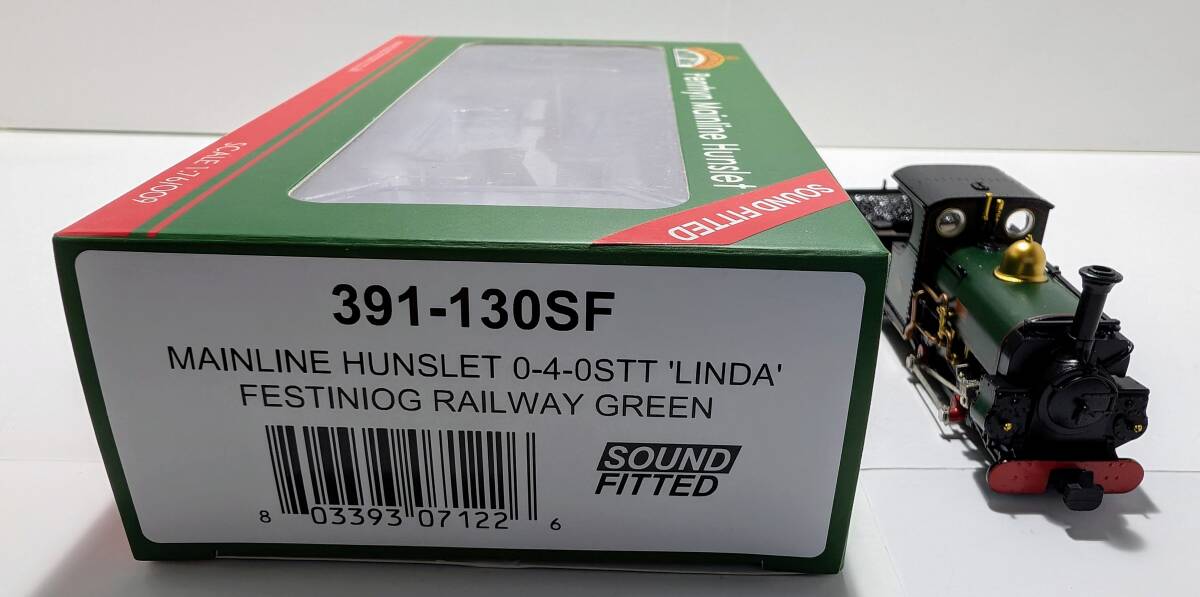 Penrhyn Mainline Hunslet
SOUND FITTED
SCALE 1:76/OO9
391-130SF
MAINLINE HUNSLET 0-4-0STT 'LINDA'
FESTINIOG RAILWAY GREEN
SOUND
FITTED
8 03393 07122 6